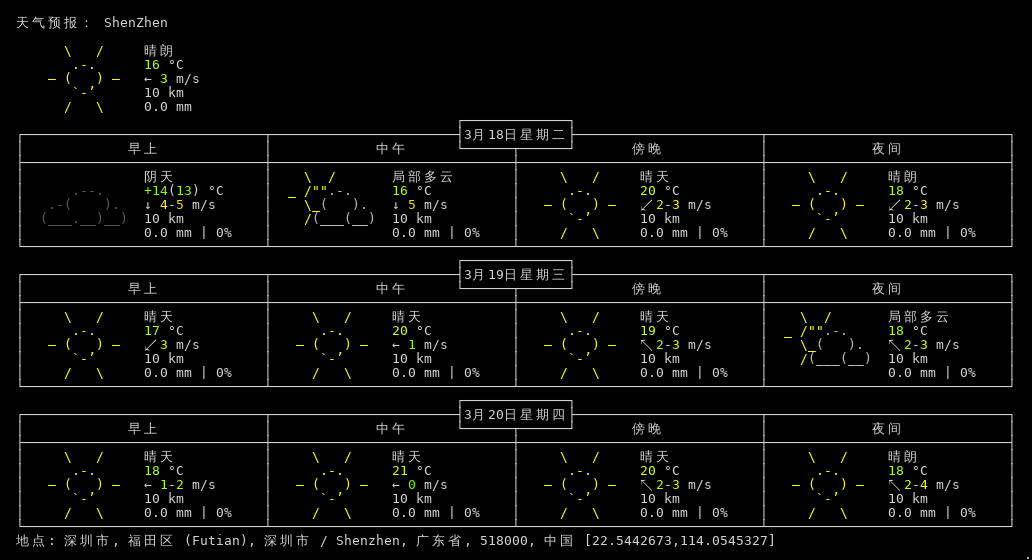 天气预报： ShenZhen
晴朗
16 °C
← 3 m/s
10 km
0.0 mm
3月18日星期二
早上 中午 傍晚 夜间
阴天 局部多云 晴天 晴朗
+14(13) °C 16 °C 20 °C 18 °C
↓ 4-5 m/s ↓ 5 m/s ↙ 2-3 m/s ↙ 2-3 m/s
10 km 10 km 10 km 10 km
0.0 mm | 0% 0.0 mm | 0% 0.0 mm | 0% 0.0 mm | 0%
3月19日星期三
早上 中午 傍晚 夜间
晴天 晴天 晴天 局部多云
17 °C 20 °C 19 °C 18 °C
↙ 3 m/s ← 1 m/s ↖ 2-3 m/s ↖ 2-3 m/s
10 km 10 km 10 km 10 km
0.0 mm | 0% 0.0 mm | 0% 0.0 mm | 0% 0.0 mm | 0%
3月20日星期四
早上 中午 傍晚 夜间
晴天 晴天 晴天 晴朗
18 °C 21 °C 20 °C 18 °C
← 1-2 m/s ← 0 m/s ↖ 2-3 m/s ↖ 2-4 m/s
10 km 10 km 10 km 10 km
0.0 mm | 0% 0.0 mm | 0% 0.0 mm | 0% 0.0 mm | 0%
地点: 深圳市, 福田区 (Futian), 深圳市 / Shenzhen, 广东省, 518000, 中国 [22.5442673,114.0545327]